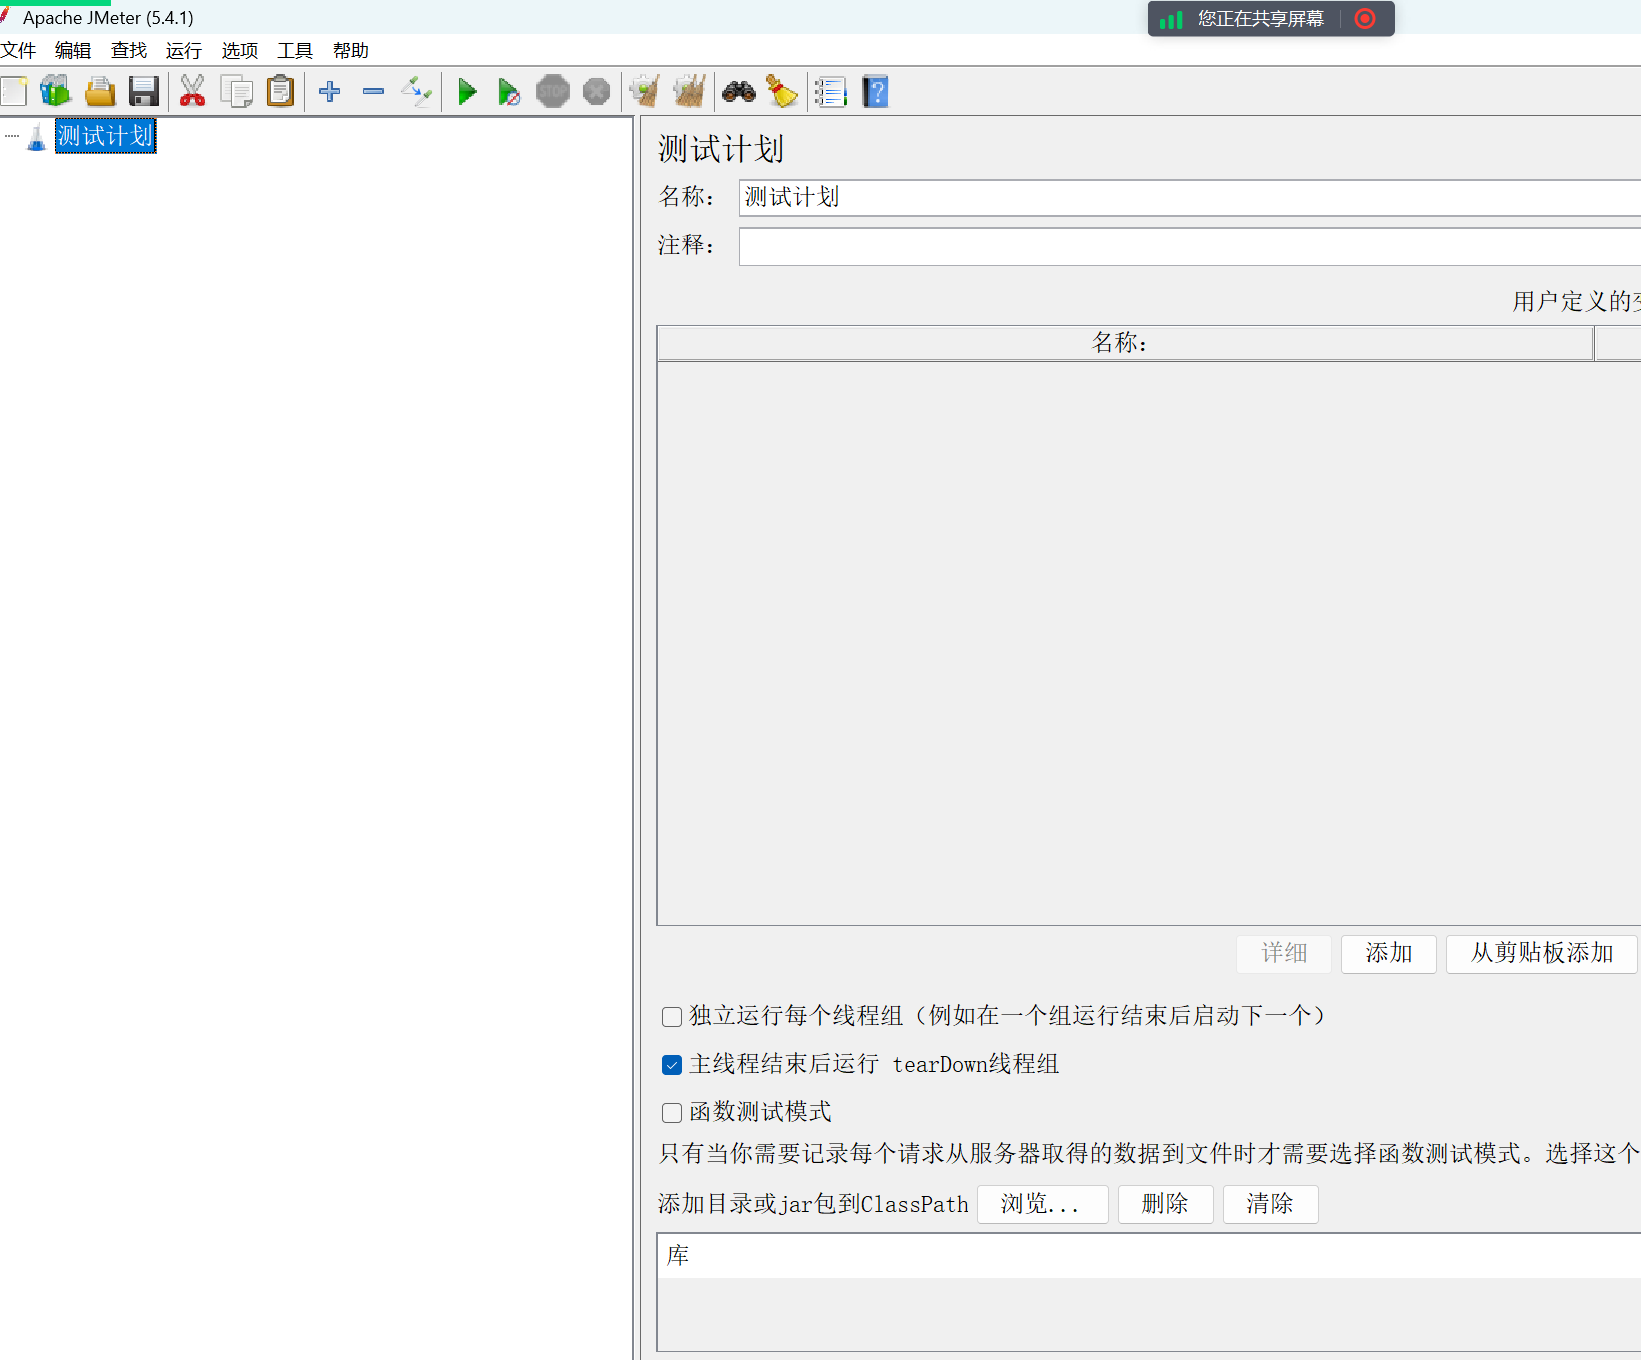 Apache JMeter (5.4.1)
您正在共享屏幕
文件 编辑 查找 运行 选项 工具 帮助
STOP
测试计划
测试计划
名称： 测试计划
注释：
用户定义的变
名称：
详细 添加 从剪贴板添加
独立运行每个线程组（例如在一个组运行结束后启动下一个）
主线程结束后运行 tearDown线程组
函数测试模式
只有当你需要记录每个请求从服务器取得的数据到文件时才需要选择函数测试模式。选择这个
添加目录或jar包到ClassPath 浏览... 删除 清除
库